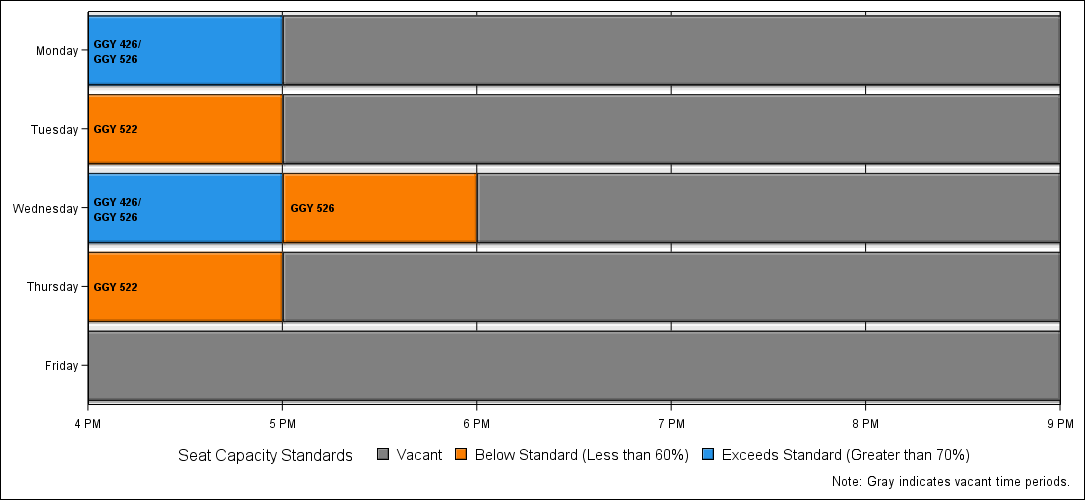 Monday
GGY 426/
GGY 526
Tuesday
GGY 522
Wednesday
GGY 426/
GGY 526
GGY 526
Thursday
GGY 522
Friday
4 PM 5 PM 6 PM 7 PM 8 PM 9 PM
Seat Capacity Standards Vacant Below Standard (Less than 60%) Exceeds Standard (Greater than 70%)
Note: Gray indicates vacant time periods.